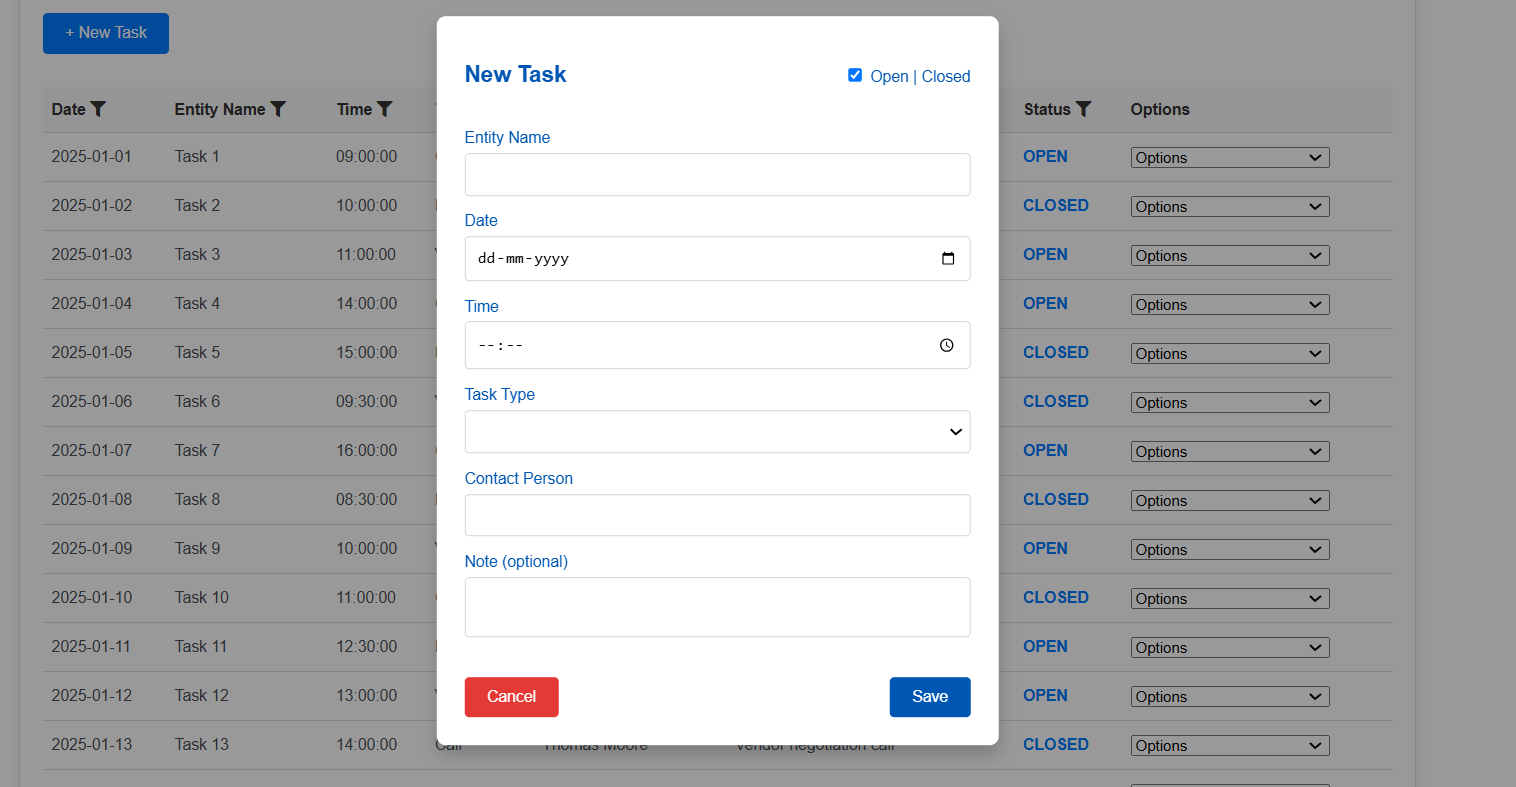 + New Task
New Task
Open | Closed
Date Entity Name Time Status Options
Entity Name
2025-01-01 Task 1 09:00:00 OPEN Options
2025-01-02 Task 2 10:00:00 CLOSED Options
Date
dd-mm-yyyy
2025-01-03 Task 3 11:00:00 OPEN Options
2025-01-04 Task 4 14:00:00 OPEN Options
Time
--:--
2025-01-05 Task 5 15:00:00 CLOSED Options
Task Type
2025-01-06 Task 6 09:30:00 CLOSED Options
2025-01-07 Task 7 16:00:00 OPEN Options
Contact Person
2025-01-08 Task 8 08:30:00 CLOSED Options
2025-01-09 Task 9 10:00:00 OPEN Options
Note (optional)
2025-01-10 Task 10 11:00:00 CLOSED Options
2025-01-11 Task 11 12:30:00 OPEN Options
2025-01-12 Task 12 13:00:00 OPEN Options
Cancel Save
2025-01-13 Task 13 14:00:00 Call Thomas Moore Vendor negotiation call CLOSED Options